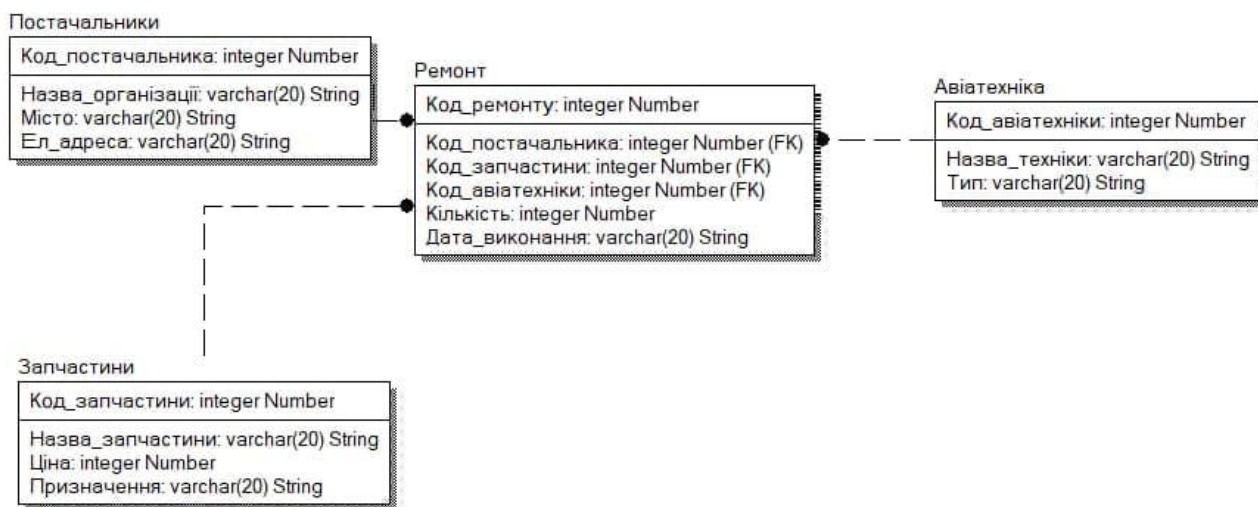 Постачальники
Код_постачальника: integer Number
Назва_організації: varchar(20) String
Місто: varchar(20) String
Ел_адреса: varchar(20) String
Ремонт
Код_ремонту: integer Number
Код_постачальника: integer Number (FK)
Код_запчастини: integer Number (FK)
Код_авіатехніки: integer Number (FK)
Кількість: integer Number
Дата_виконання: varchar(20) String
Авіатехніка
Код_авіатехніки: integer Number
Назва_техніки: varchar(20) String
Тип: varchar(20) String
Запчастини
Код_запчастини: integer Number
Назва_запчастини: varchar(20) String
Ціна: integer Number
Призначення: varchar(20) String